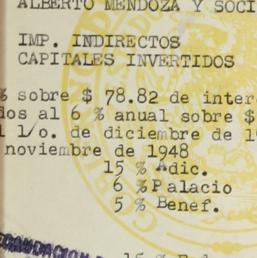 ALBERTO MENDOZA Y SOCI
IMP. INDIRECTOS
CAPITALES INVERTIDOS
% sobre $ 78.82 de inter
dos al 6 % anual sobre $
l 1/o. de diciembre de 1
noviembre de 1948
15 % Adic.
6 % Palacio
5 % Benef.
15 %